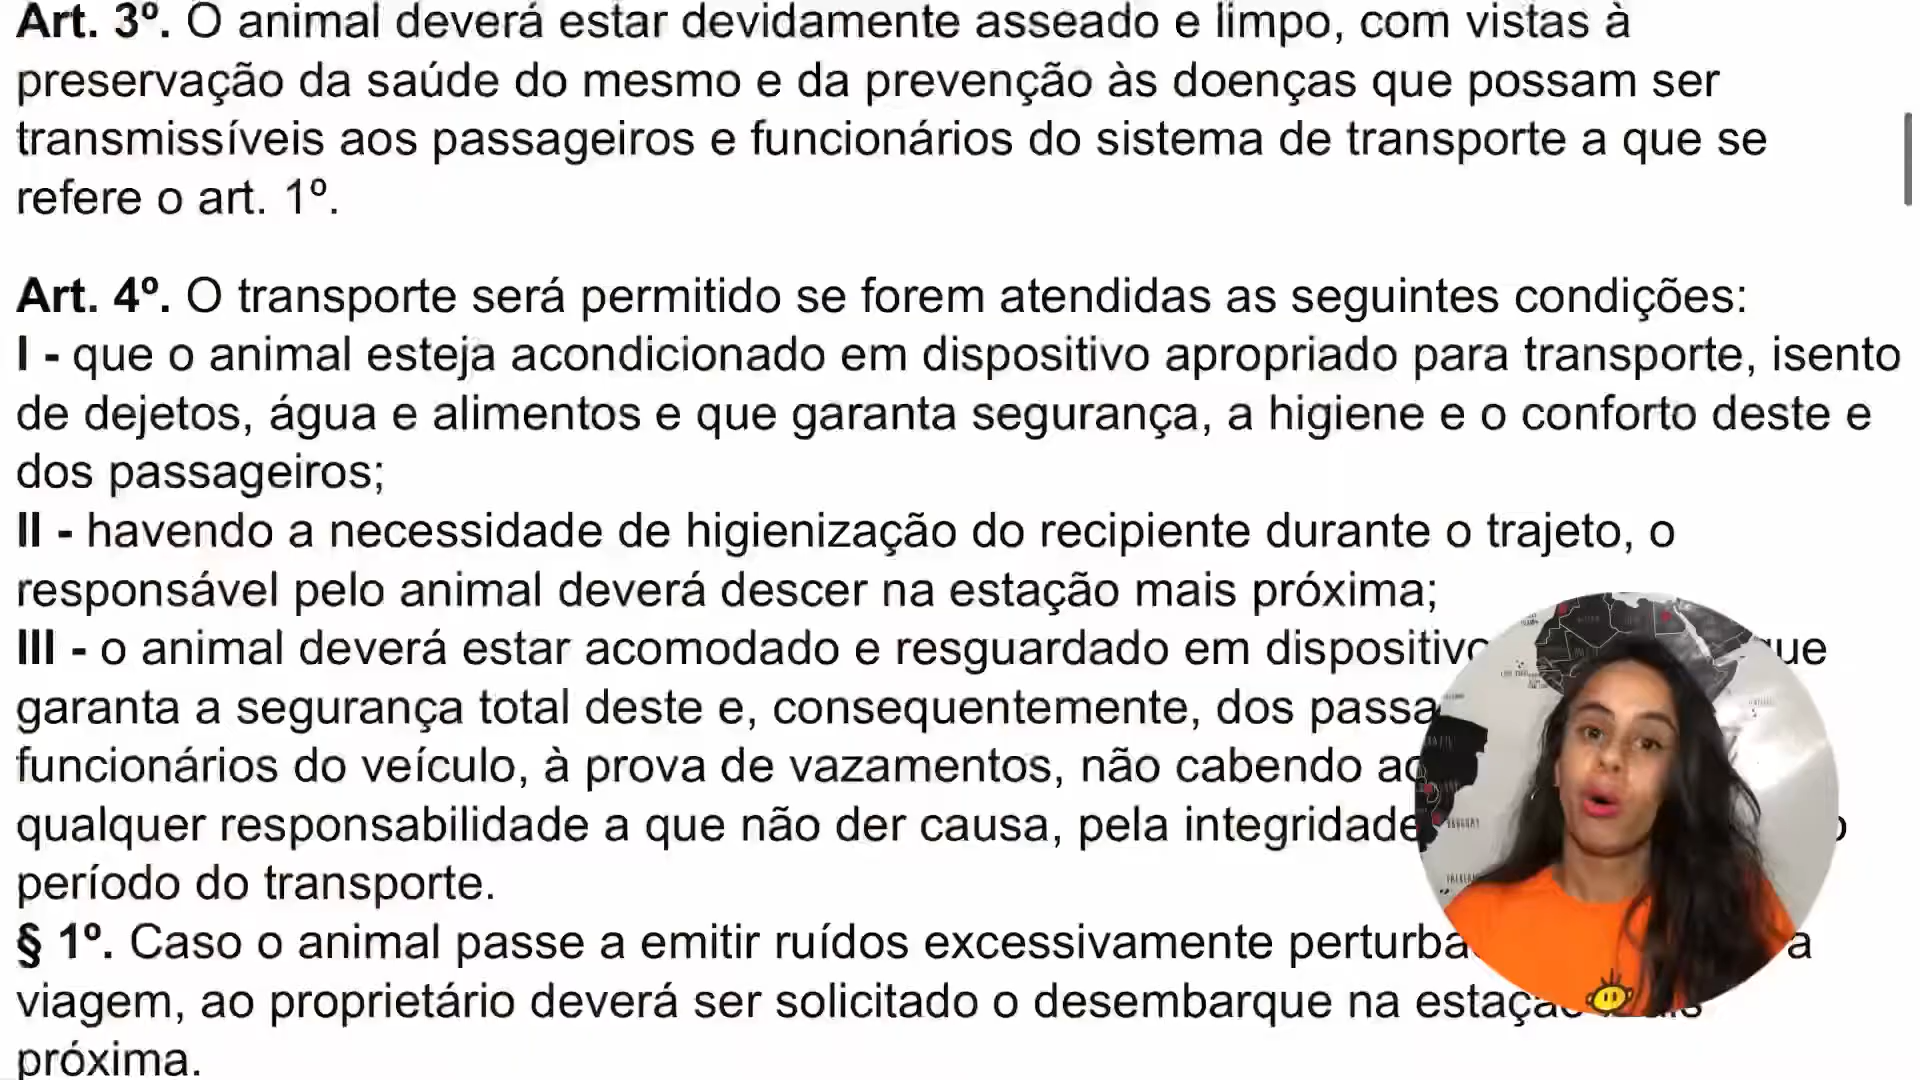 Art. 3º. O animal deverá estar devidamente asseado e limpo, com vistas à
preservação da saúde do mesmo e da prevenção às doenças que possam ser
transmissíveis aos passageiros e funcionários do sistema de transporte a que se
refere o art. 1º.
Art. 4º. O transporte será permitido se forem atendidas as seguintes condições:
I - que o animal esteja acondicionado em dispositivo apropriado para transporte, isento
de dejetos, água e alimentos e que garanta segurança, a higiene e o conforto deste e
dos passageiros;
II - havendo a necessidade de higienização do recipiente durante o trajeto, o
responsável pelo animal deverá descer na estação mais próxima;
III - o animal deverá estar acomodado e resguardado em dispositivo
garanta a segurança total deste e, consequentemente, dos
funcionários do veículo, à prova de vazamentos, não cabendo
qualquer responsabilidade a que não der causa, pela integridade
período do transporte.
§ 1º. Caso o animal passe a emitir ruídos excessivamente a
viagem, ao proprietário deverá ser solicitado o desembarque na
próxima.